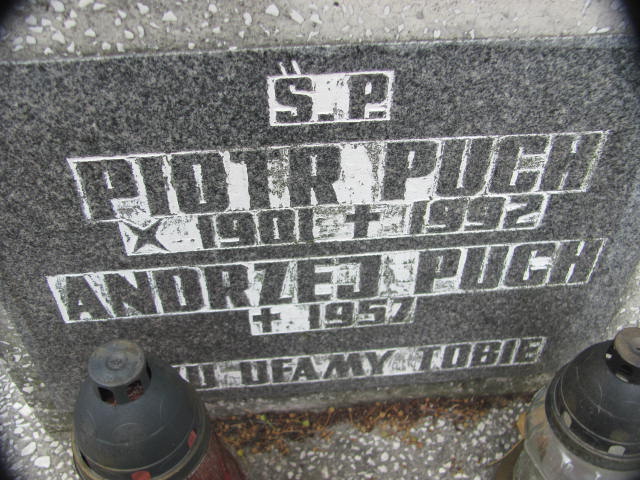 Ś.P.
PIOTR PUCH
★ 1901 ✝ 1992
ANDRZEJ PUCH
✝ 1957
UFAMY TOBIE